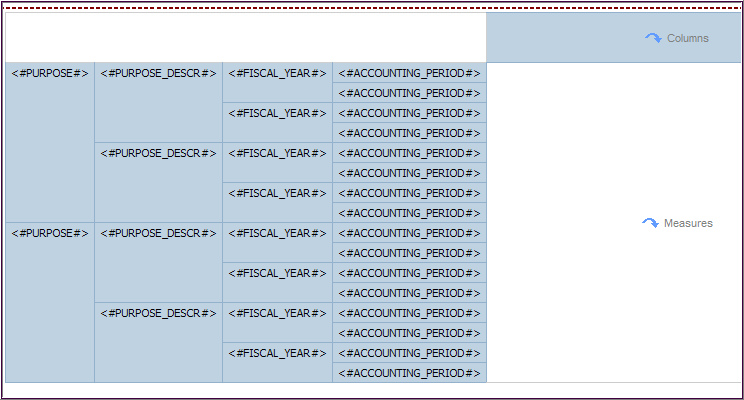 Columns
<#PURPOSE#> <#PURPOSE_DESCR#> <#FISCAL_YEAR#> <#ACCOUNTING_PERIOD#>
<#ACCOUNTING_PERIOD#>
<#FISCAL_YEAR#> <#ACCOUNTING_PERIOD#>
<#ACCOUNTING_PERIOD#>
<#PURPOSE_DESCR#> <#FISCAL_YEAR#> <#ACCOUNTING_PERIOD#>
<#ACCOUNTING_PERIOD#>
<#FISCAL_YEAR#> <#ACCOUNTING_PERIOD#>
<#ACCOUNTING_PERIOD#>
<#PURPOSE#> <#PURPOSE_DESCR#> <#FISCAL_YEAR#> <#ACCOUNTING_PERIOD#> Measures
<#ACCOUNTING_PERIOD#>
<#FISCAL_YEAR#> <#ACCOUNTING_PERIOD#>
<#ACCOUNTING_PERIOD#>
<#PURPOSE_DESCR#> <#FISCAL_YEAR#> <#ACCOUNTING_PERIOD#>
<#ACCOUNTING_PERIOD#>
<#FISCAL_YEAR#> <#ACCOUNTING_PERIOD#>
<#ACCOUNTING_PERIOD#>